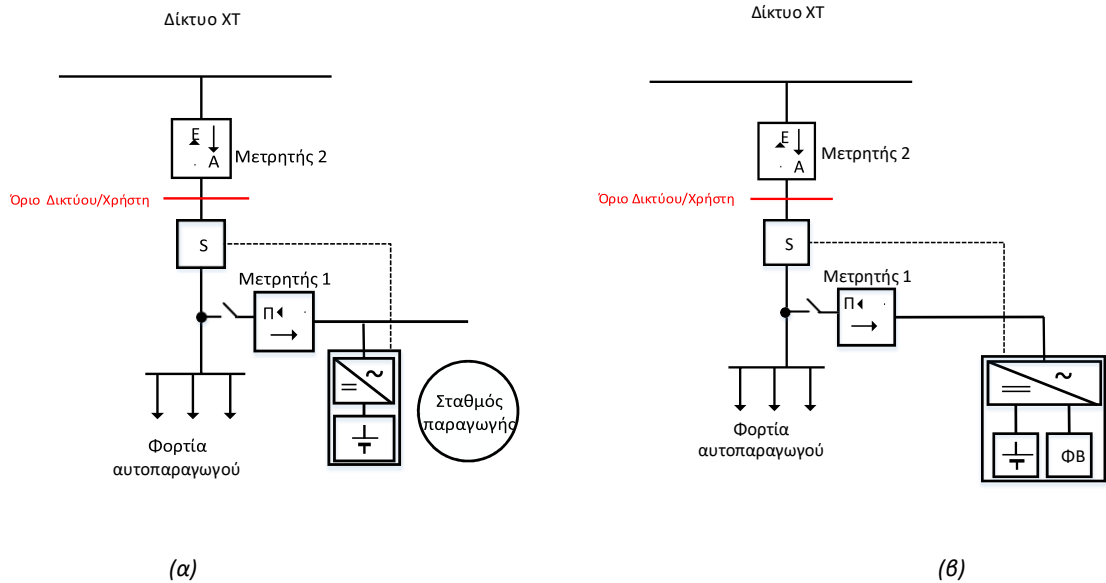 Δίκτυο ΧΤ
E
A
Μετρητής 2
Όριο Δικτύου/Χρήστη
S
Μετρητής 1
Π
~
=
Σταθμός
παραγωγής
Φορτία
αυτοπαραγωγού
(α)
Δίκτυο ΧΤ
E
A
Μετρητής 2
Όριο Δικτύου/Χρήστη
S
Μετρητής 1
Π
~
=
ΦΒ
Φορτία
αυτοπαραγωγού
(β)